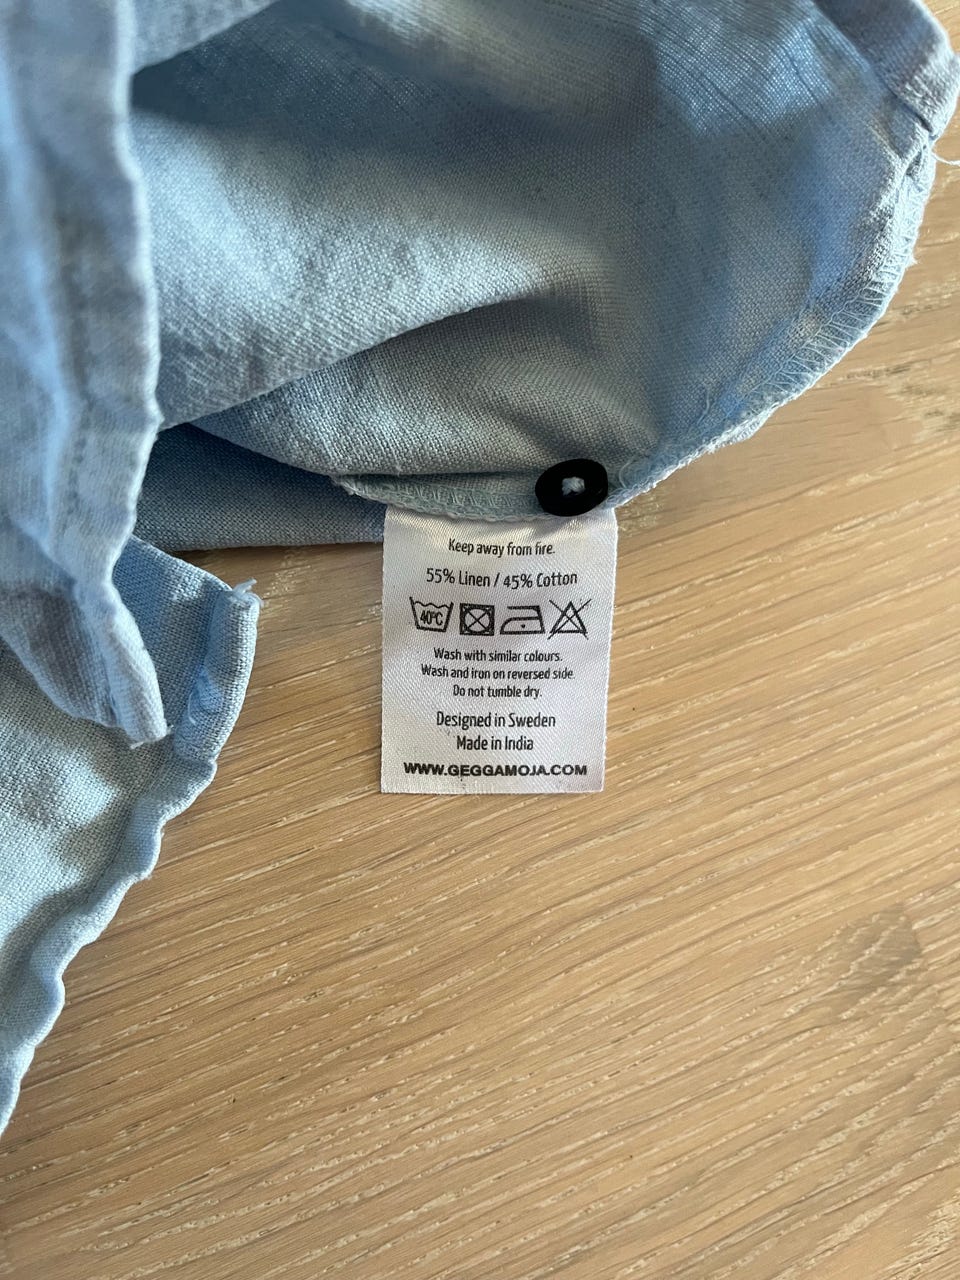 Keep away from fire.
55% Linen / 45% Cotton
40°C
Wash with similar colours.
Wash and iron on reversed side.
Do not tumble dry.
Designed in Sweden
Made in India
WWW.GEGGAMOJA.COM